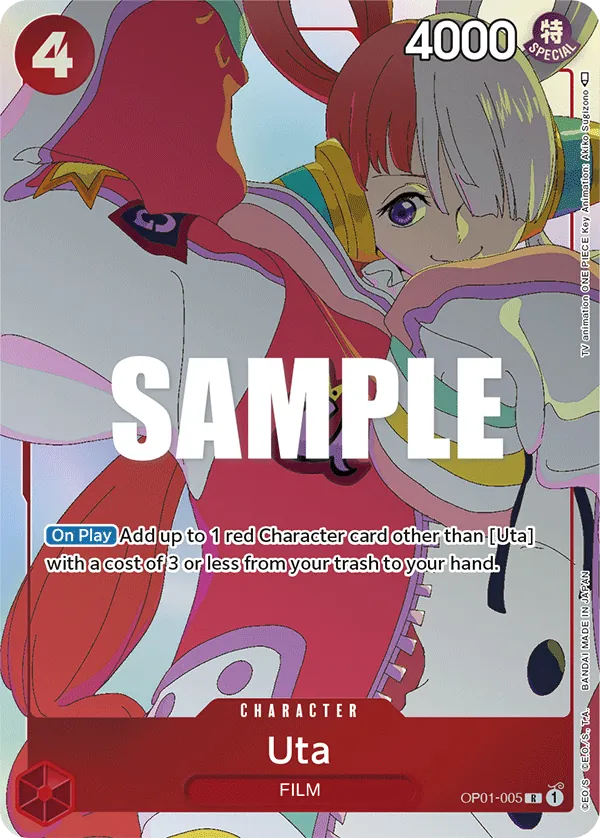 4
4000
特
SPECIAL
TV animation ONE PIECE Key Animation: Akiko Sugizono
SAMPLE
On Play Add up to 1 red Character card other than [Uta]
with a cost of 3 or less from your trash to your hand.
©E.O./S., T.A. BANDAI MADE IN JAPAN
©E.O/S
CHARACTER
Uta
FILM
OP01-005 R 1